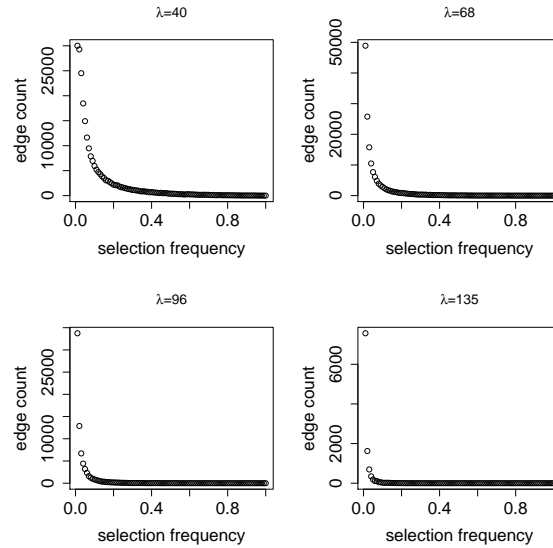 λ=40
edge count
0 10000 25000
0.0 0.4 0.8
selection frequency
λ=68
edge count
0 20000 50000
0.0 0.4 0.8
selection frequency
λ=96
edge count
0 10000 25000
0.0 0.4 0.8
selection frequency
λ=135
edge count
0 2000 6000
0.0 0.4 0.8
selection frequency